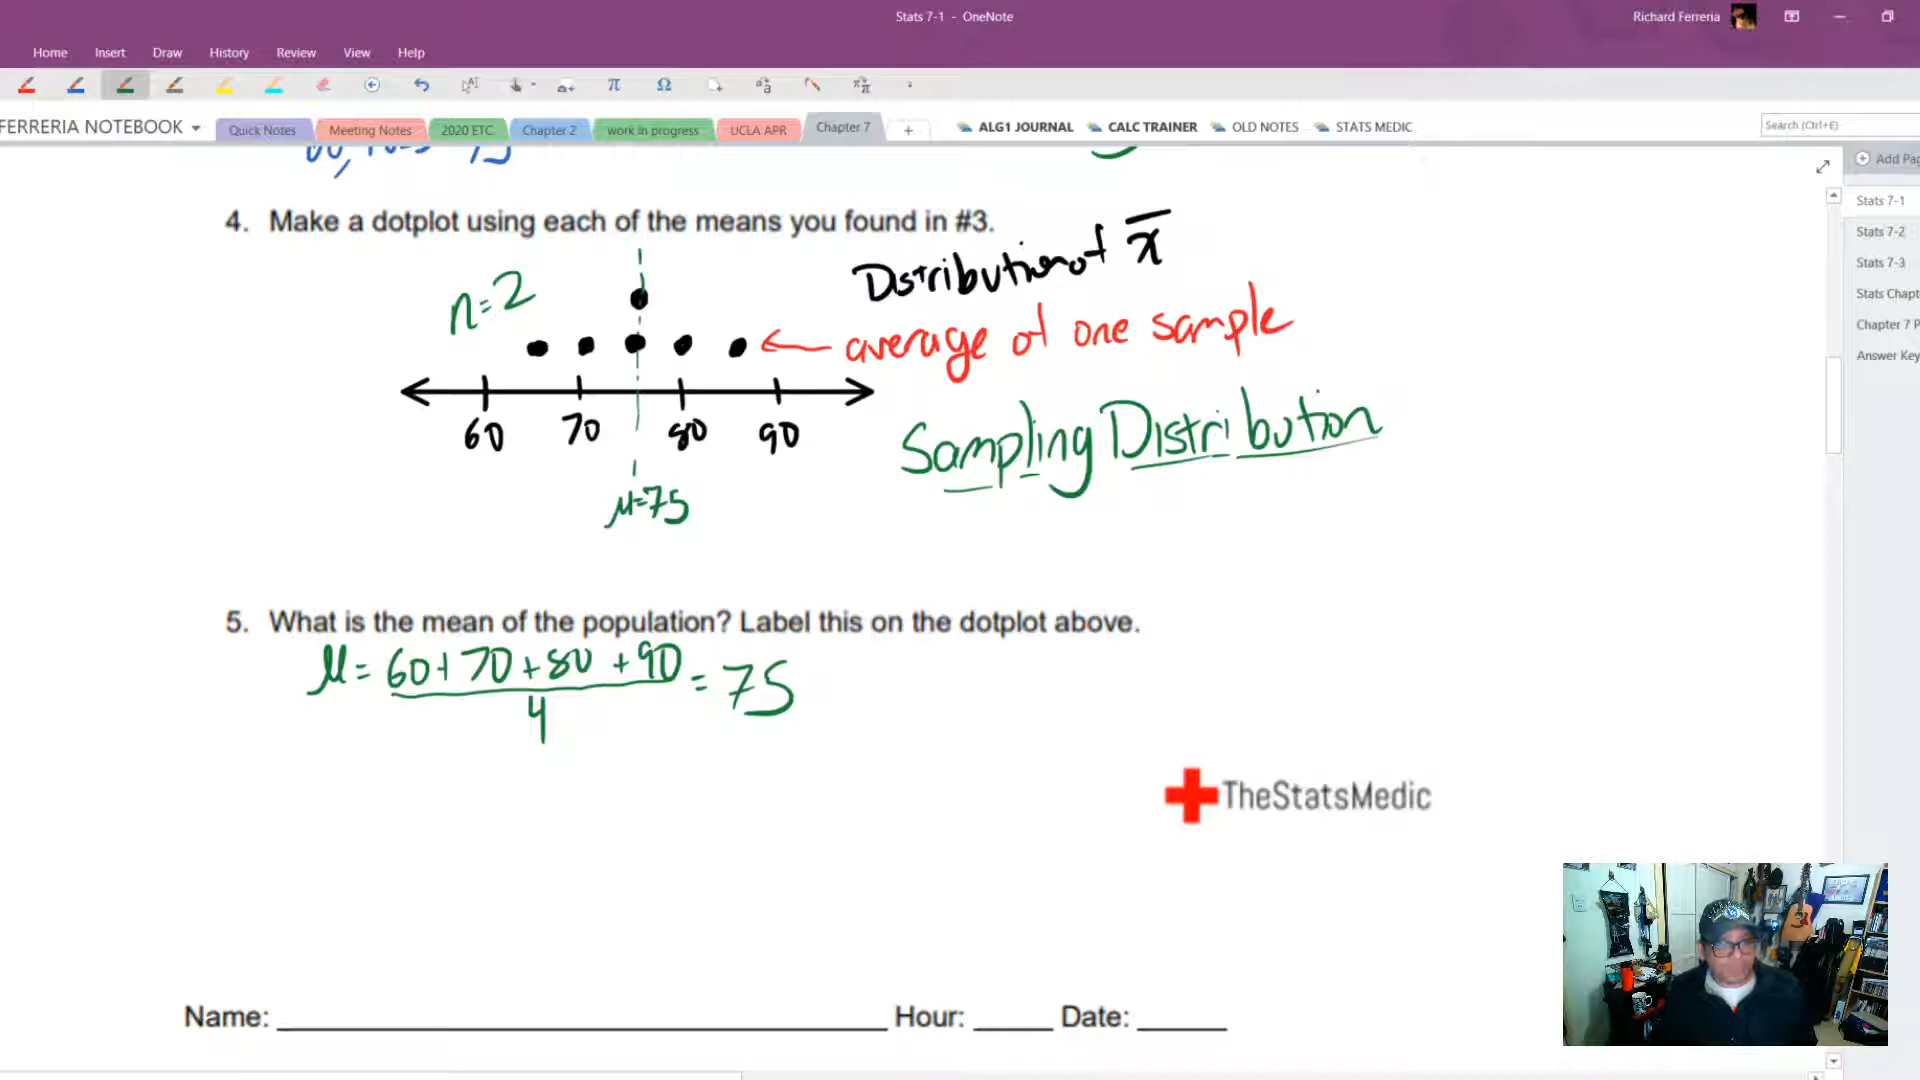 Stats 7-1 - OneNote
Richard Ferreria
Home Insert Draw History Review View Help
FERRERIA NOTEBOOK
Quick Notes Meeting Notes 2020 ETC Chapter 2 work in progress UCLA APR Chapter 7 + ALG1 JOURNAL CALC TRAINER OLD NOTES STATS MEDIC
Search (Ctrl+E)
Add Pag
Stats 7-1
Stats 7-2
Stats 7-3
Stats Chapt
Chapter 7 P
Answer Key
4. Make a dotplot using each of the means you found in #3.
Distribution of x̄
n=2
average of one sample
60 70 80 90
Sampling Distribution
μ=75
5. What is the mean of the population? Label this on the dotplot above.
μ = 60+70+80+90 = 75
4
TheStatsMedic
Name: Hour: Date: